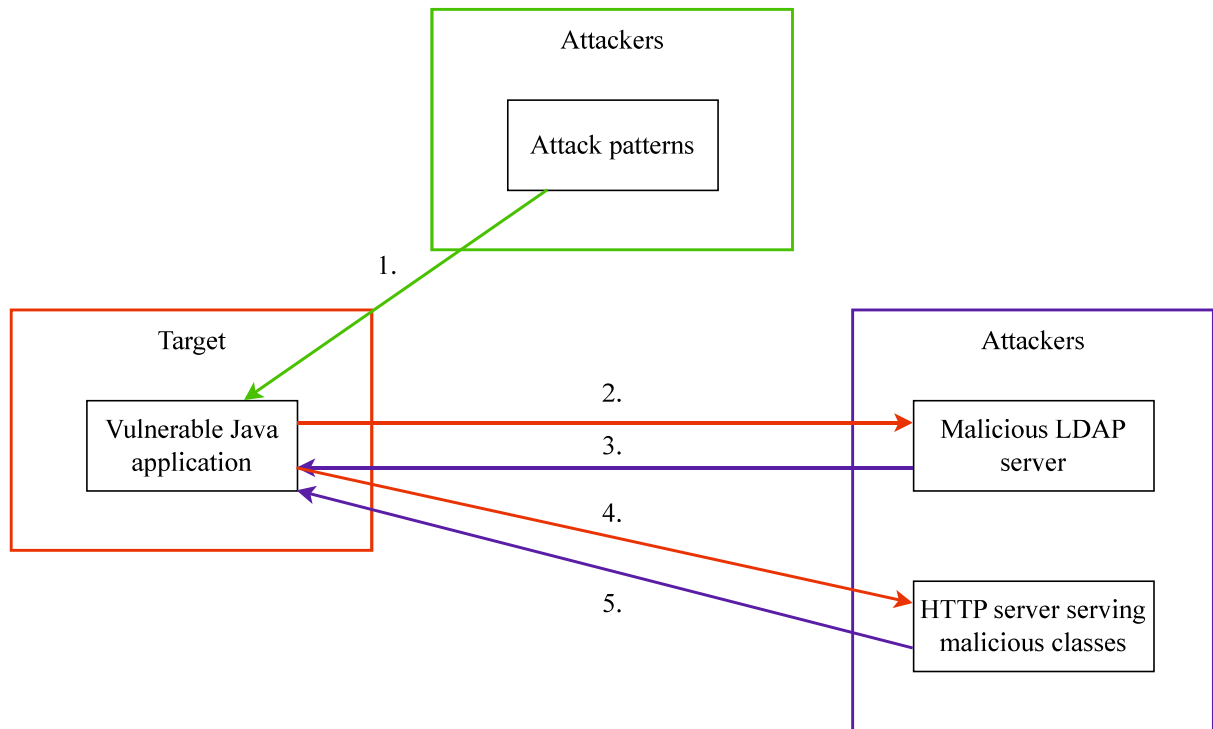 Attackers
Attack patterns
1.
Target
Vulnerable Java
application
2.
3.
4.
5.
Attackers
Malicious LDAP
server
HTTP server serving
malicious classes